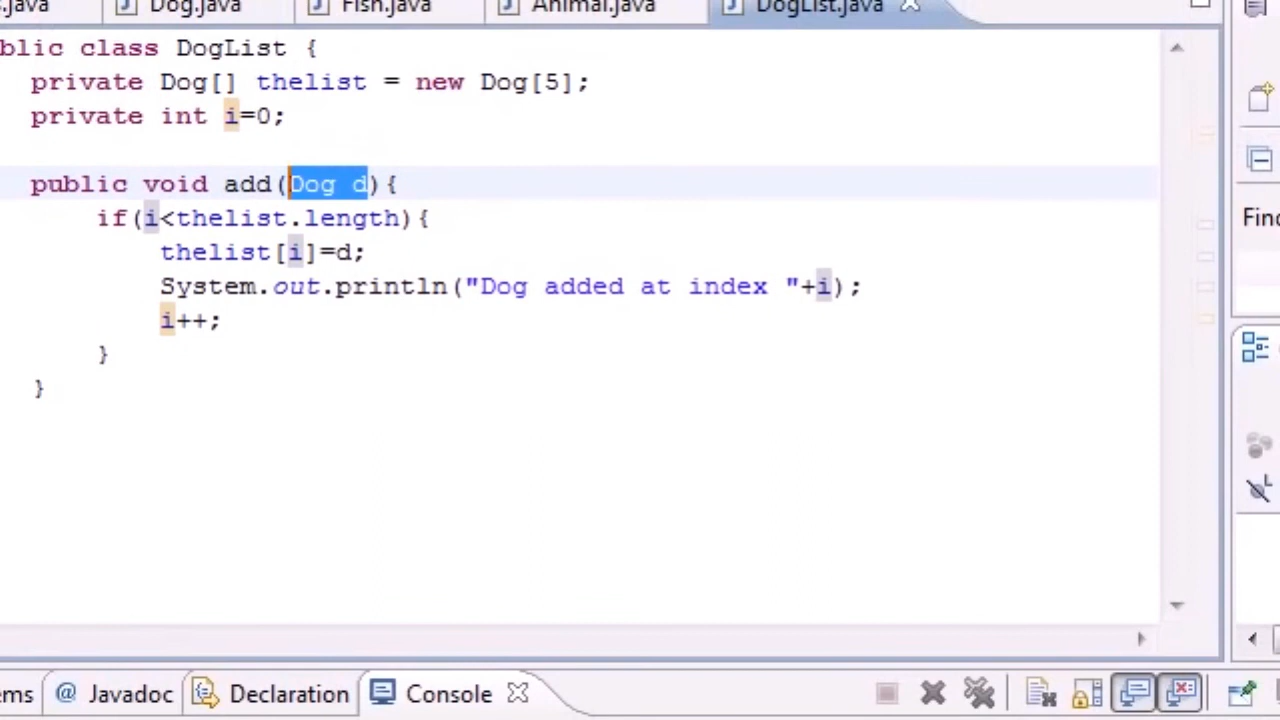 s.java Dog.java Fish.java Animal.java DogList.java
blic class DogList {
private Dog[] thelist = new Dog[5];
private int i=0;
public void add(Dog d){
if(i<thelist.length){
thelist[i]=d;
System.out.println("Dog added at index "+i);
i++;
}
}
Find
ems @ Javadoc Declaration Console